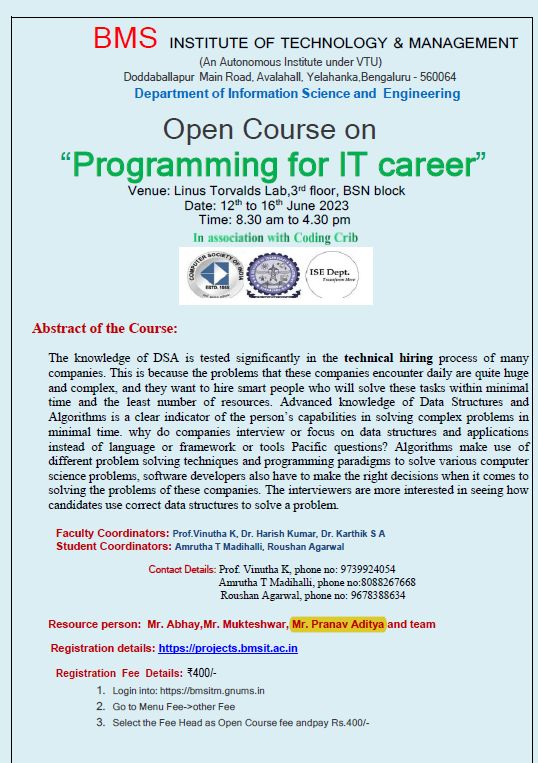 BMS INSTITUTE OF TECHNOLOGY & MANAGEMENT
(An Autonomous Institute under VTU)
Doddaballapur Main Road, Avalahall, Yelahanka,Bengaluru - 560064
Department of Information Science and Engineering
Open Course on
“Programming for IT career”
Venue: Linus Torvalds Lab,3rd floor, BSN block
Date: 12th to 16th June 2023
Time: 8.30 am to 4.30 pm
In association with Coding Crib
COMPUTER SOCIETY OF INDIA
ESTD. 1965
ISE Dept.
Transform Here
Abstract of the Course:
The knowledge of DSA is tested significantly in the technical hiring process of many
companies. This is because the problems that these companies encounter daily are quite huge
and complex, and they want to hire smart people who will solve these tasks within minimal
time and the least number of resources. Advanced knowledge of Data Structures and
Algorithms is a clear indicator of the person’s capabilities in solving complex problems in
minimal time. why do companies interview or focus on data structures and applications
instead of language or framework or tools Pacific questions? Algorithms make use of
different problem solving techniques and programming paradigms to solve various computer
science problems, software developers also have to make the right decisions when it comes to
solving the problems of these companies. The interviewers are more interested in seeing how
candidates use correct data structures to solve a problem.
Faculty Coordinators: Prof.Vinutha K, Dr. Harish Kumar, Dr. Karthik S A
Student Coordinators: Amrutha T Madihalli, Roushan Agarwal
Contact Details: Prof. Vinutha K, phone no: 9739924054
Amrutha T Madihalli, phone no:8088267668
Roushan Agarwal, phone no: 9678388634
Resource person: Mr. Abhay,Mr. Mukteshwar, Mr. Pranav Aditya and team
Registration details: https://projects.bmsit.ac.in
Registration Fee Details: ₹400/-
1. Login into: https://bmsitm.gnums.in
2. Go to Menu Fee->other Fee
3. Select the Fee Head as Open Course fee andpay Rs.400/-